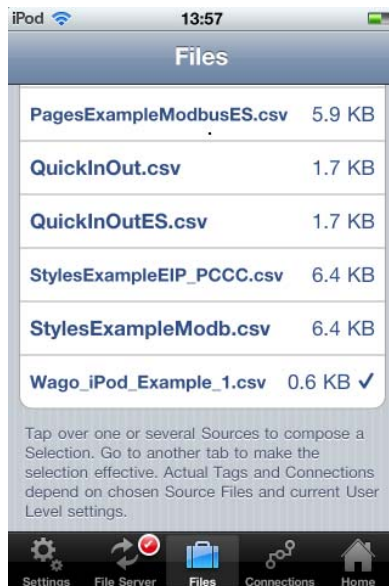 iPod 13:57
Files
PagesExampleModbusES.csv 5.9 KB
QuickInOut.csv 1.7 KB
QuickInOutES.csv 1.7 KB
StylesExampleEIP_PCCC.csv 6.4 KB
StylesExampleModb.csv 6.4 KB
Wago_iPod_Example_1.csv 0.6 KB ✓
Tap over one or several Sources to compose a
Selection. Go to another tab to make the
selection effective. Actual Tags and Connections
depend on chosen Source Files and current User
Level settings.
Settings File Server Files Connections Home